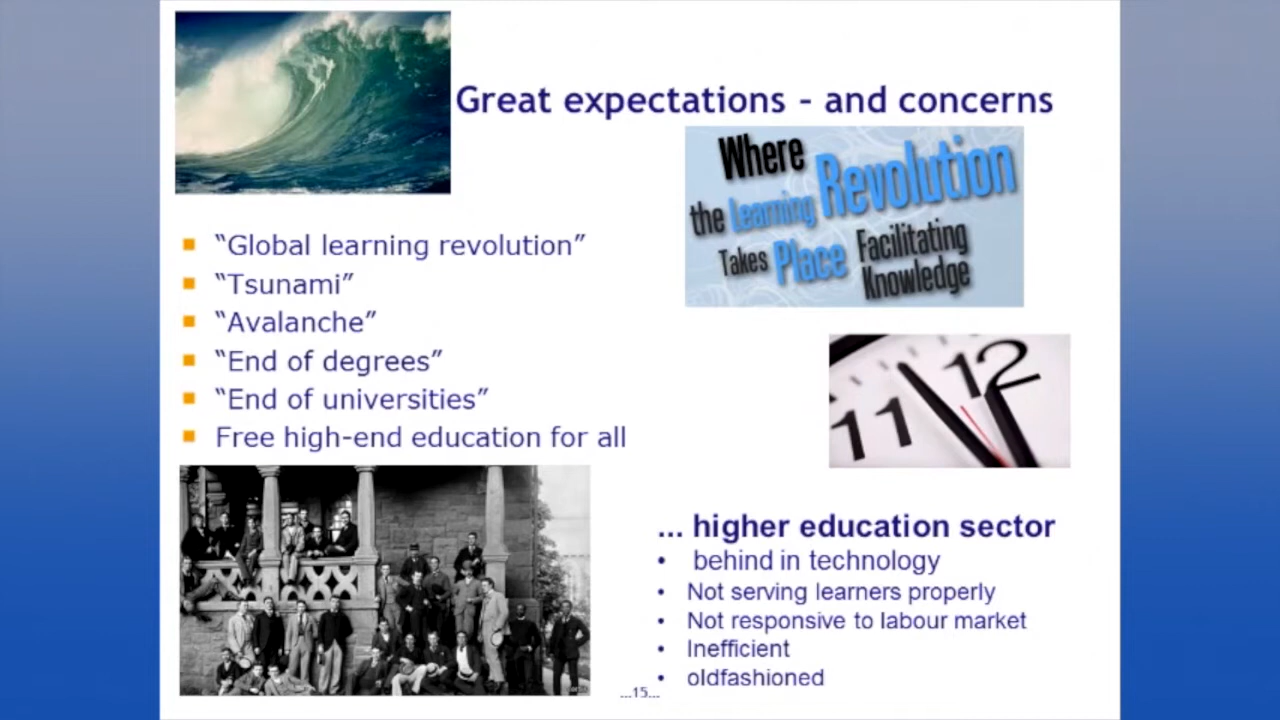 Great expectations – and concerns
Where
the Learning Revolution
Takes Place Facilitating
Knowledge
“Global learning revolution”
“Tsunami”
“Avalanche”
“End of degrees”
“End of universities”
Free high-end education for all
11 12
... higher education sector
behind in technology
Not serving learners properly
Not responsive to labour market
Inefficient
oldfashioned
...15...